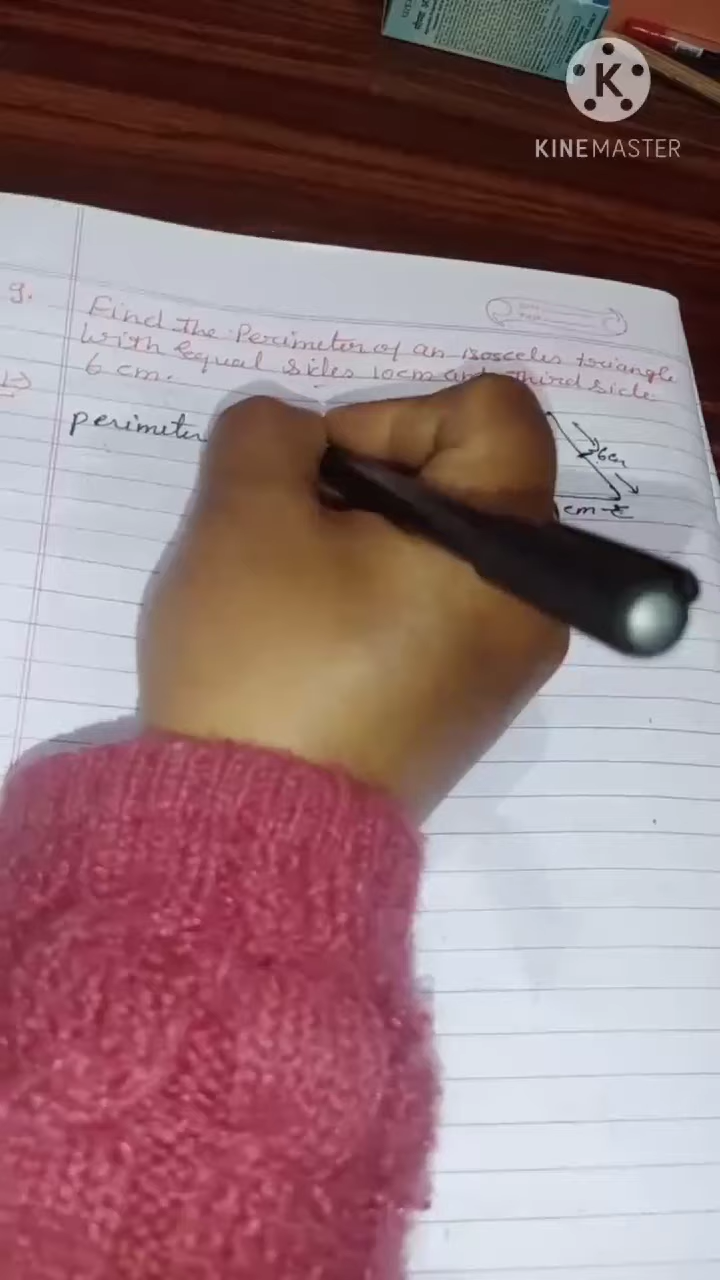 K
KINEMASTER
9. Find the Perimeter of an isosceles triangle
with equal sides 10cm and third side
6 cm.
perimeter
6cm
cm